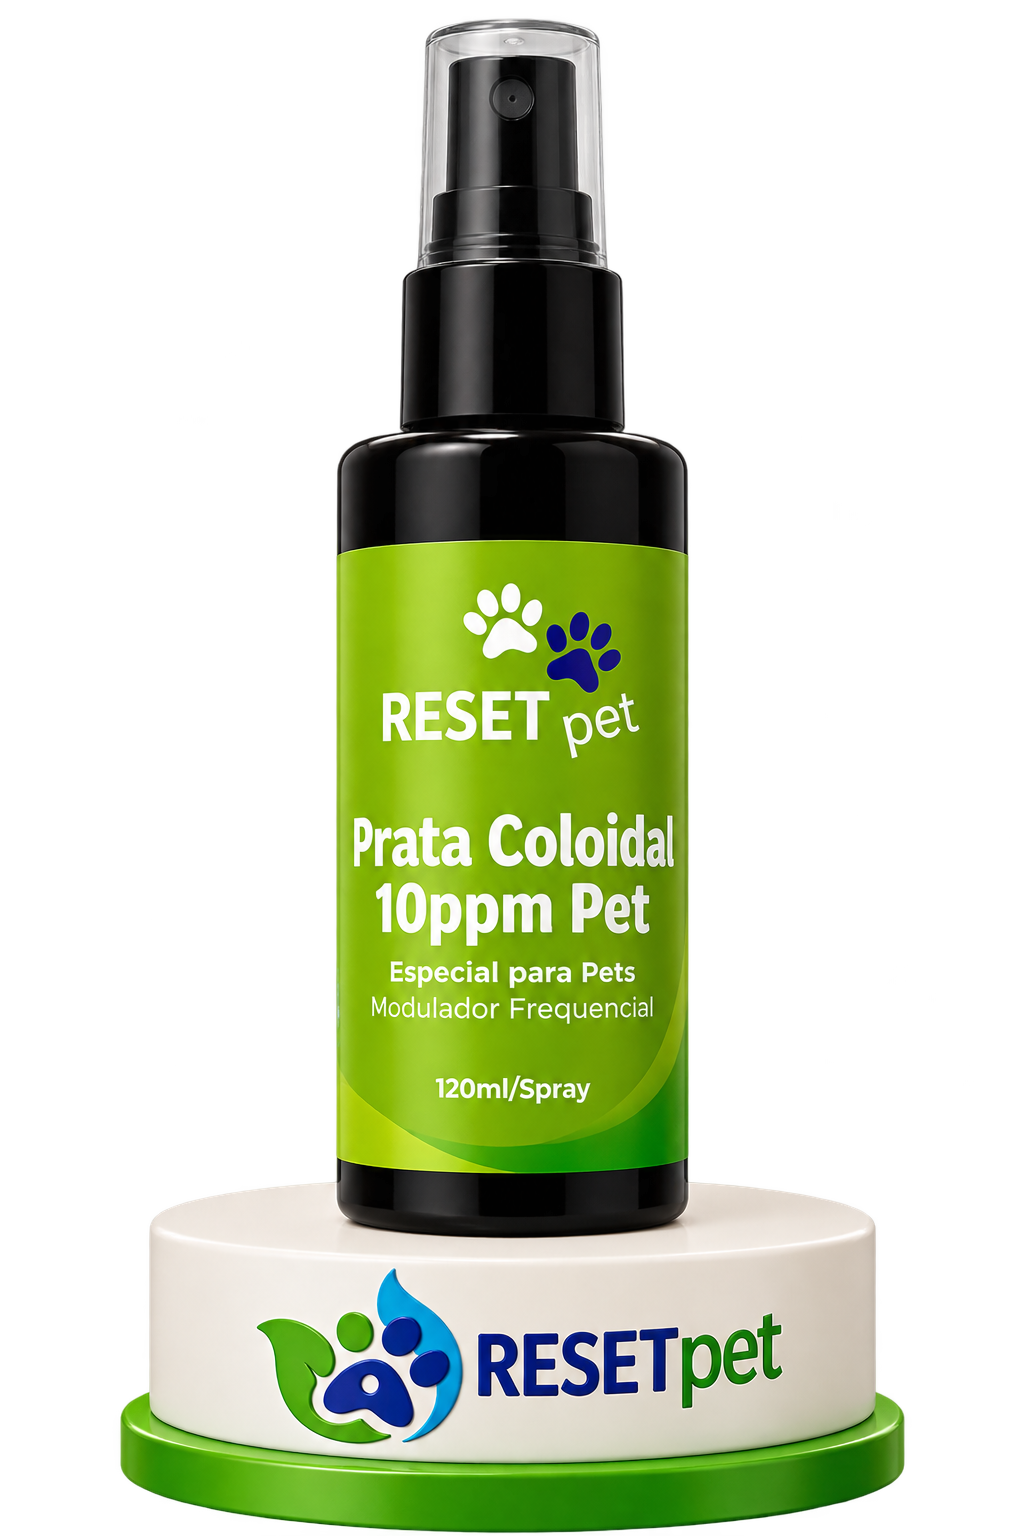 RESET pet
Prata Coloidal
10ppm Pet
Especial para Pets
Modulador Frequencial
120ml/Spray
RESETpet